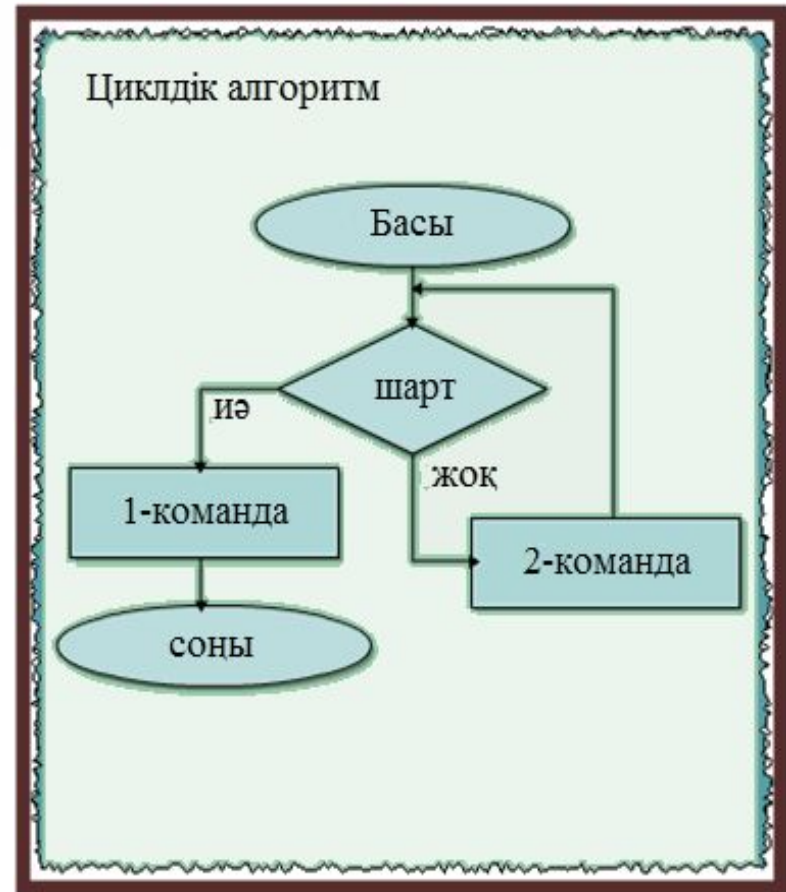 Циклдік алгоритм
Басы
шарт
иә
жоқ
1-команда
2-команда
соңы